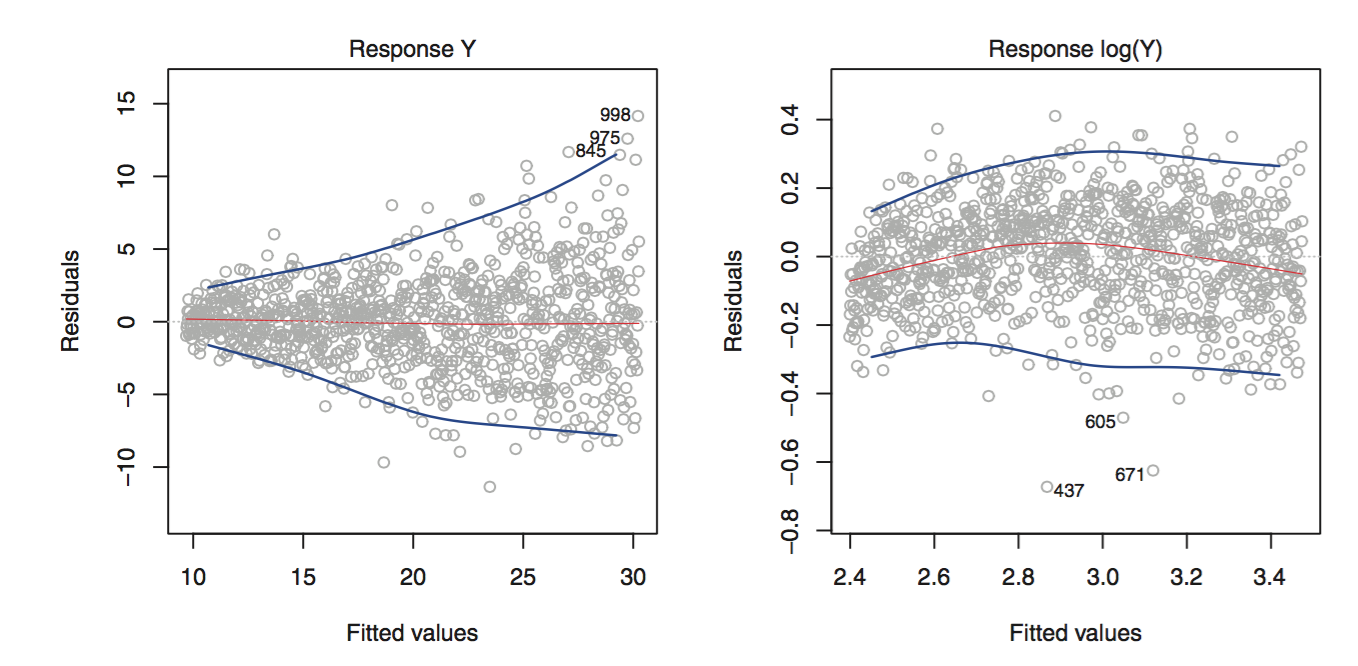 Response Y
15
10
5
0
−5
−10
998
975
845
Residuals
10 15 20 25 30
Fitted values
Response log(Y)
0.4
0.2
0.0
−0.2
−0.4
−0.6
−0.8
605
671
437
Residuals
2.4 2.6 2.8 3.0 3.2 3.4
Fitted values